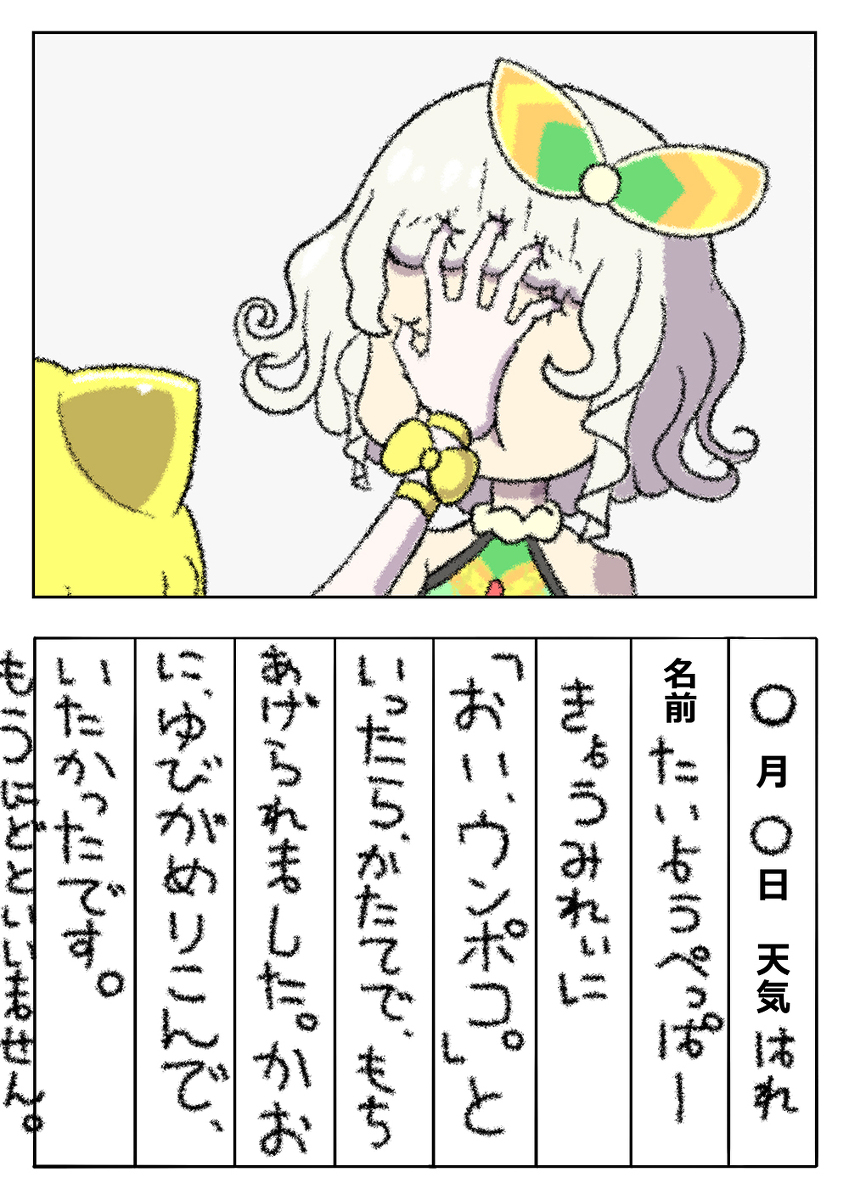 〇月〇日 天気 はれ
名前 たいようぺっぱー
きょうみれぃに
「おい、ウンポコ。」と
いったら、かたてで、もち
あげられました。かお
に、ゆびがめりこんで、
いたかったです。
もうにどといいません。